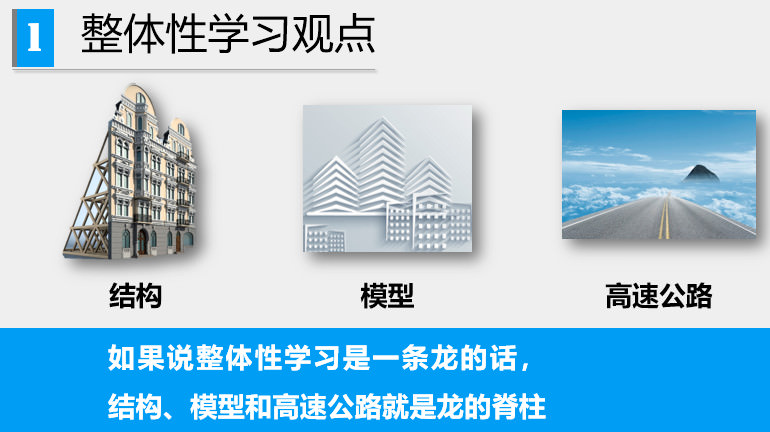 1
整体性学习观点
结构
模型
高速公路
如果说整体性学习是一条龙的话，
结构、模型和高速公路就是龙的脊柱